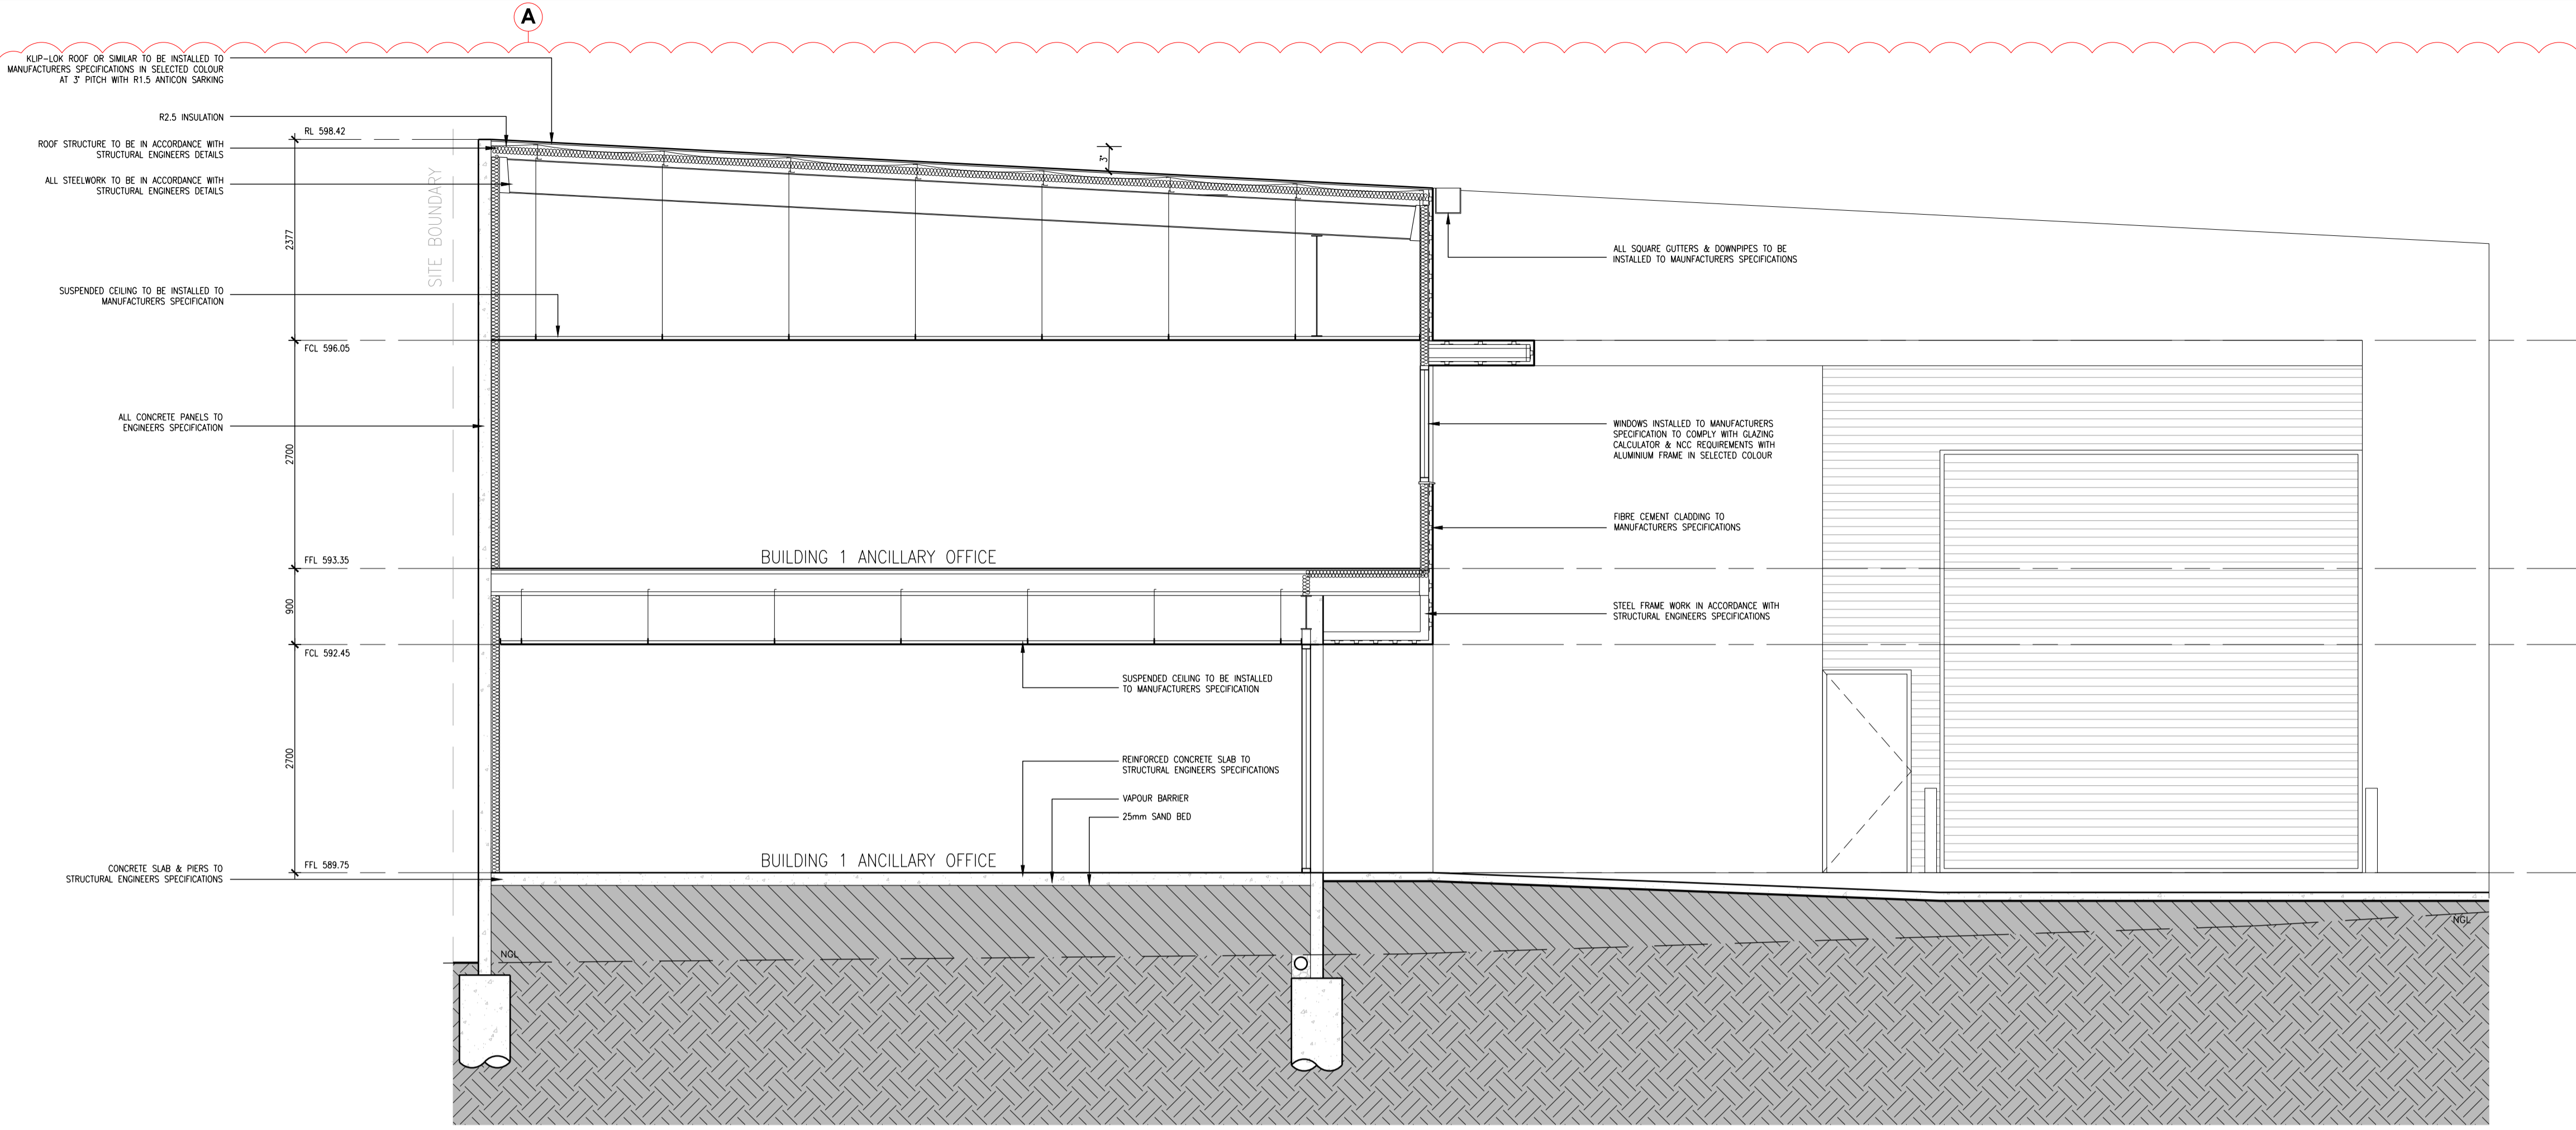 A
KLIP-LOK ROOF OR SIMILAR TO BE INSTALLED TO
MANUFACTURERS SPECIFICATIONS IN SELECTED COLOUR
AT 3° PITCH WITH R1.5 ANTICON SARKING
R2.5 INSULATION
RL 598.42
ROOF STRUCTURE TO BE IN ACCORDANCE WITH
STRUCTURAL ENGINEERS DETAILS
3°
ALL STEELWORK TO BE IN ACCORDANCE WITH
STRUCTURAL ENGINEERS DETAILS
SITE BOUNDARY
2377
ALL SQUARE GUTTERS & DOWNPIPES TO BE
INSTALLED TO MAUNFACTURERS SPECIFICATIONS
SUSPENDED CEILING TO BE INSTALLED TO
MANUFACTURERS SPECIFICATION
FCL 596.05
ALL CONCRETE PANELS TO
ENGINEERS SPECIFICATION
2700
WINDOWS INSTALLED TO MANUFACTURERS
SPECIFICATION TO COMPLY WITH GLAZING
CALCULATOR & NCC REQUIREMENTS WITH
ALUMINIUM FRAME IN SELECTED COLOUR
FIBRE CEMENT CLADDING TO
MANUFACTURERS SPECIFICATIONS
FFL 593.35
BUILDING 1 ANCILLARY OFFICE
900
STEEL FRAME WORK IN ACCORDANCE WITH
STRUCTURAL ENGINEERS SPECIFICATIONS
FCL 592.45
SUSPENDED CEILING TO BE INSTALLED
TO MANUFACTURERS SPECIFICATION
2700
REINFORCED CONCRETE SLAB TO
STRUCTURAL ENGINEERS SPECIFICATIONS
VAPOUR BARRIER
25mm SAND BED
FFL 589.75
BUILDING 1 ANCILLARY OFFICE
CONCRETE SLAB & PIERS TO
STRUCTURAL ENGINEERS SPECIFICATIONS
NGL
NGL